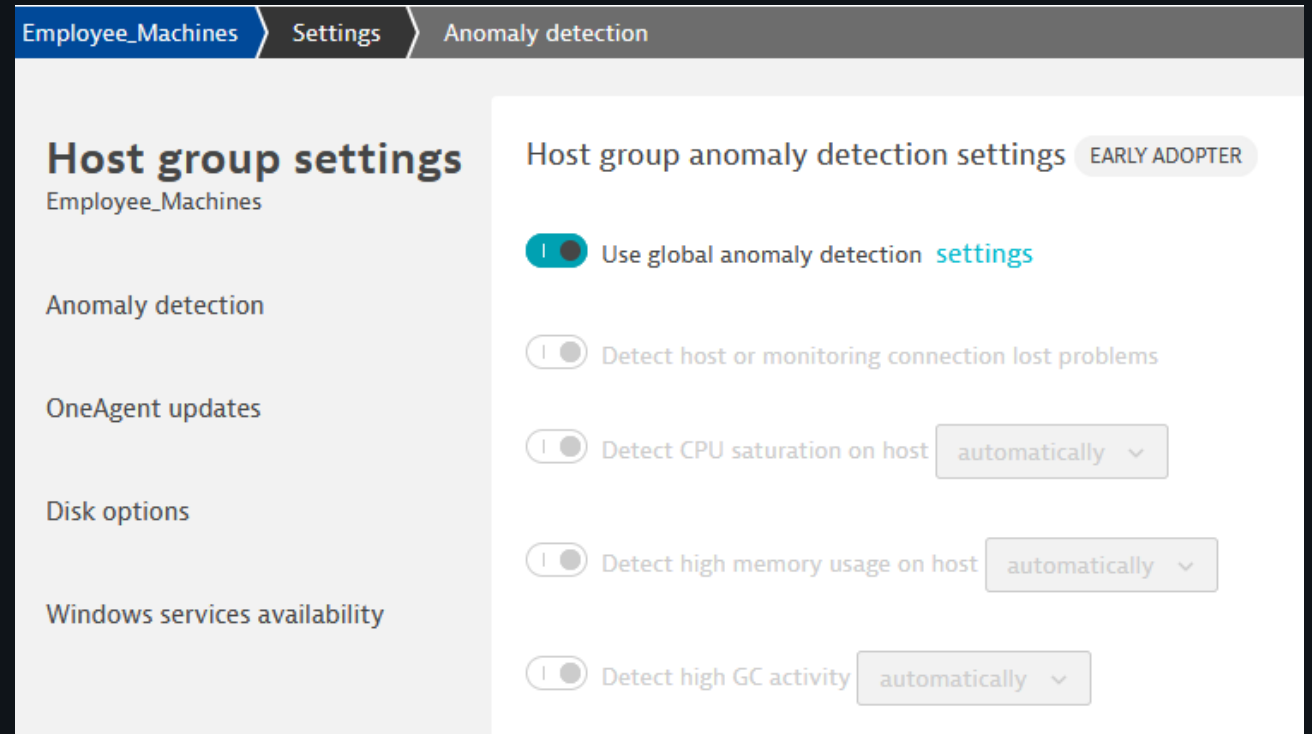 Employee_Machines Settings Anomaly detection
Host group settings
Employee_Machines
Anomaly detection
OneAgent updates
Disk options
Windows services availability
Host group anomaly detection settings EARLY ADOPTER
Use global anomaly detection settings
Detect host or monitoring connection lost problems
Detect CPU saturation on host automatically
Detect high memory usage on host automatically
Detect high GC activity automatically